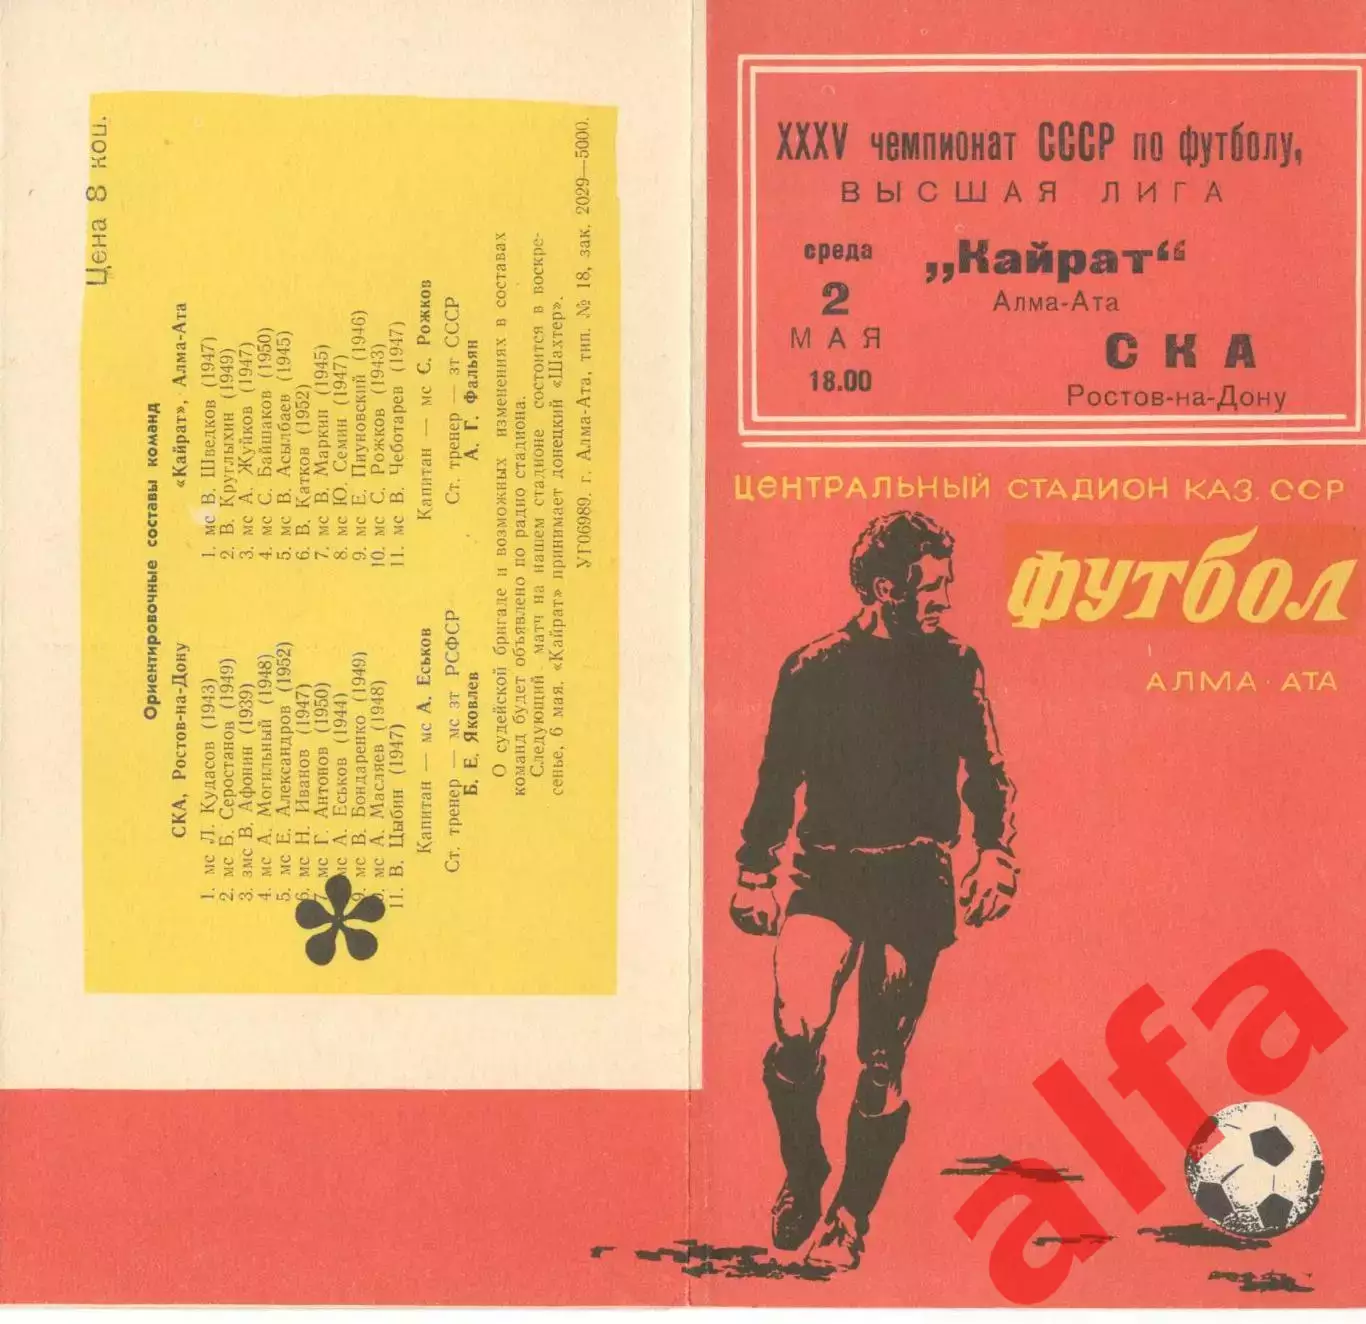 XXXV чемпионат СССР по футболу,
ВЫСШАЯ ЛИГА
среда
2
МАЯ
18.00
„Кайрат“
Алма-Ата
СКА
Ростов-на-Дону
ЦЕНТРАЛЬНЫЙ СТАДИОН КАЗ. ССР
ФУТБОЛ
АЛМА·АТА
alfa
Ориентировочные составы команд
СКА, Ростов-на-Дону
1. мс Л. Кудасов (1943)
2. мс Б. Серостанов (1949)
3. змс В. Афонин (1939)
4. мс А. Могильный (1948)
5. мс Е. Александров (1952)
6. мс Н. Иванов (1947)
7. мс Г. Антонов (1950)
мс А. Еськов (1944)
9. мс В. Бондаренко (1949)
0. мс А. Масляев (1948)
11. В. Цыбин (1947)
Капитан — мс А. Еськов
Ст. тренер — мс зт РСФСР
Б. Е. Яковлев
«Кайрат», Алма-Ата
1. мс В. Шведков (1947)
2. В. Круглыхин (1949)
3. мс А. Жуйков (1947)
4. мс С. Байшаков (1950)
5. мс В. Асылбаев (1945)
6. В. Катков (1952)
7. мс В. Маркин (1945)
8. мс Ю. Семин (1947)
9. мс Е. Пиуновский (1946)
10. мс С. Рожков (1943)
11. мс В. Чеботарев (1947)
Капитан — мс С. Рожков
Ст. тренер — зт СССР
А. Г. Фальян
О судейской бригаде и возможных изменениях в составах
команд будет объявлено по радио стадиона.
Следующий матч на нашем стадионе состоится в воскре-
сенье, 6 мая. «Кайрат» принимает донецкий «Шахтер».
УГ06989. г. Алма-Ата, тип. № 18, зак. 2029—5000.
Цена 8 коп.